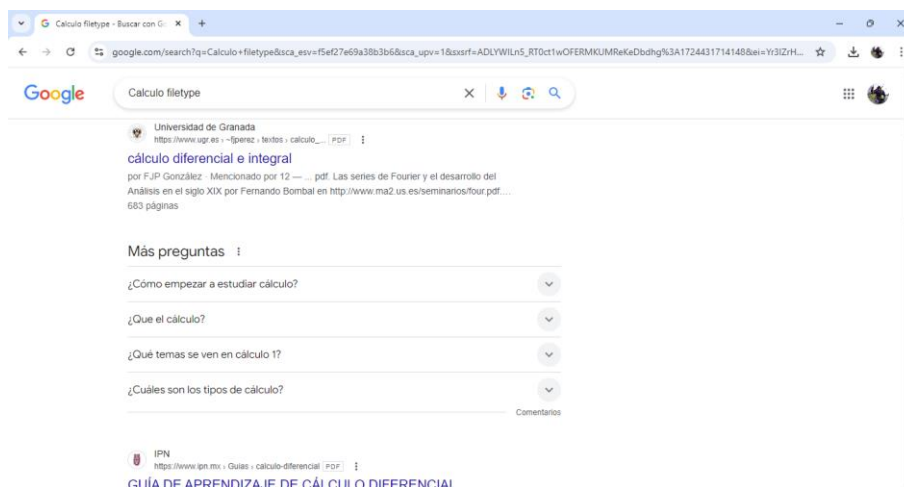 Calculo filetype - Buscar con G
google.com/search?q=Calculo+filetype&sca_esv=f5ef27e69a38b3b6&sca_upv=1&sxsrf=ADLYWILn5_RT0ct1wOFERMKUMReKeDbdhg%3A1724431714148&ei=Yr3IZrH...
Google
Calculo filetype
Universidad de Granada
https://www.ugr.es › ~fjperez › textos › calculo_... PDF
cálculo diferencial e integral
por FJP González · Mencionado por 12 — ... pdf. Las series de Fourier y el desarrollo del
Análisis en el siglo XIX por Fernando Bombal en http://www.ma2.us.es/seminarios/four.pdf....
683 páginas
Más preguntas
¿Cómo empezar a estudiar cálculo?
¿Que el cálculo?
¿Qué temas se ven en cálculo 1?
¿Cuáles son los tipos de cálculo?
Comentarios
IPN
https://www.ipn.mx › Guias › calculo-diferencial PDF
GUÍA DE APRENDIZAJE DE CÁLCULO DIFERENCIAL